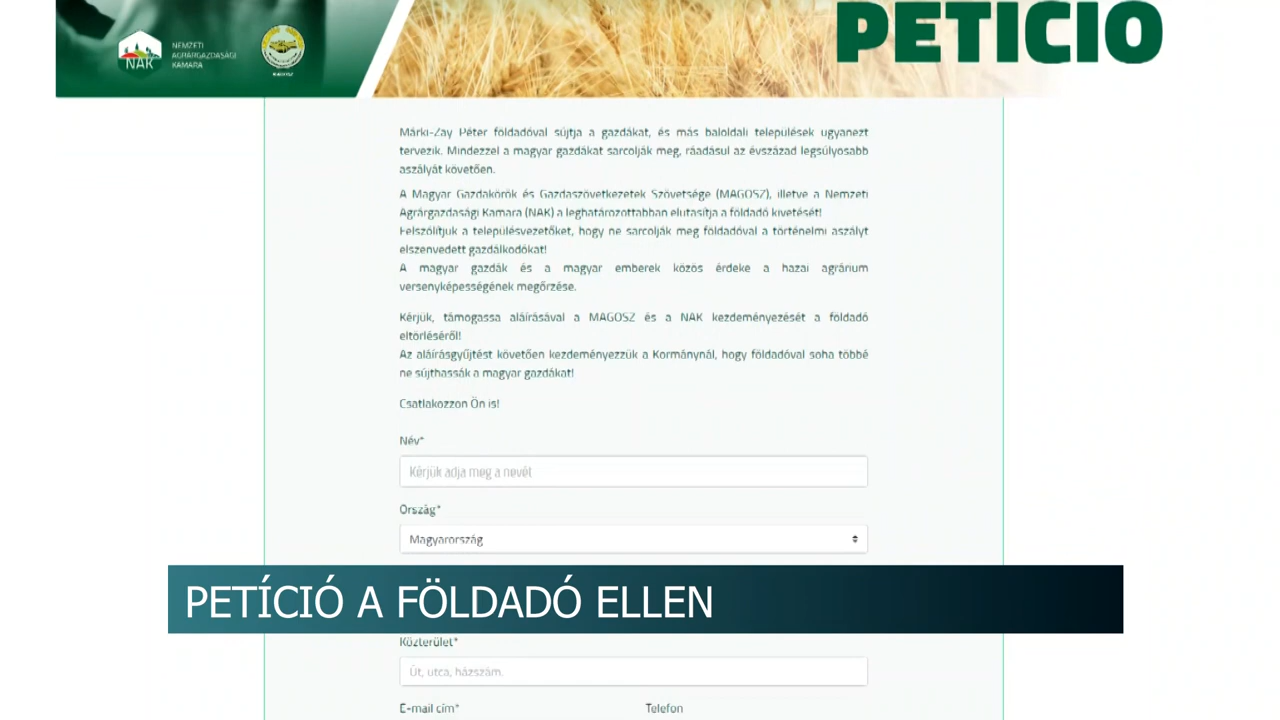 NAK
NEMZETI
AGRÁRGAZDASÁGI
KAMARA
MAGOSZ
PETÍCIÓ
Márki-Zay Péter földadóval sújtja a gazdákat, és más baloldali települések ugyanezt
tervezik. Mindezzel a magyar gazdákat sarcolják meg, ráadásul az évszázad legsúlyosabb
aszályát követően.
A Magyar Gazdakörök és Gazdaszövetkezetek Szövetsége (MAGOSZ), illetve a Nemzeti
Agrárgazdasági Kamara (NAK) a leghatározottabban elutasítja a földadó kivetését!
Felszólítjuk a településvezetőket, hogy ne sarcolják meg földadóval a történelmi aszályt
elszenvedett gazdálkodókat!
A magyar gazdák és a magyar emberek közös érdeke a hazai agrárium
versenyképességének megőrzése.
Kérjük, támogassa aláírásával a MAGOSZ és a NAK kezdeményezését a földadó
eltörléséről!
Az aláírásgyűjtést követően kezdeményezzük a Kormánynál, hogy földadóval soha többé
ne sújthassák a magyar gazdákat!
Csatlakozzon Ön is!
Név*
Kérjük adja meg a nevét
Ország*
Magyarország
PETÍCIÓ A FÖLDADÓ ELLEN
Közterület*
Út, utca, házszám.
E-mail cím* Telefon